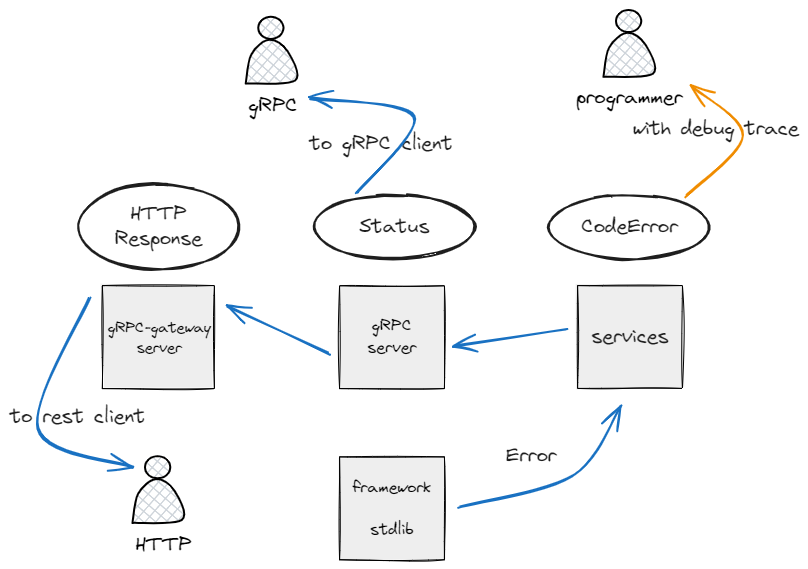 gRPC
programmer
with debug trace
to gRPC client
HTTP
Response
Status
CodeError
gRPC-gateway
server
gRPC
server
services
to rest client
Error
framework
stdlib
HTTP